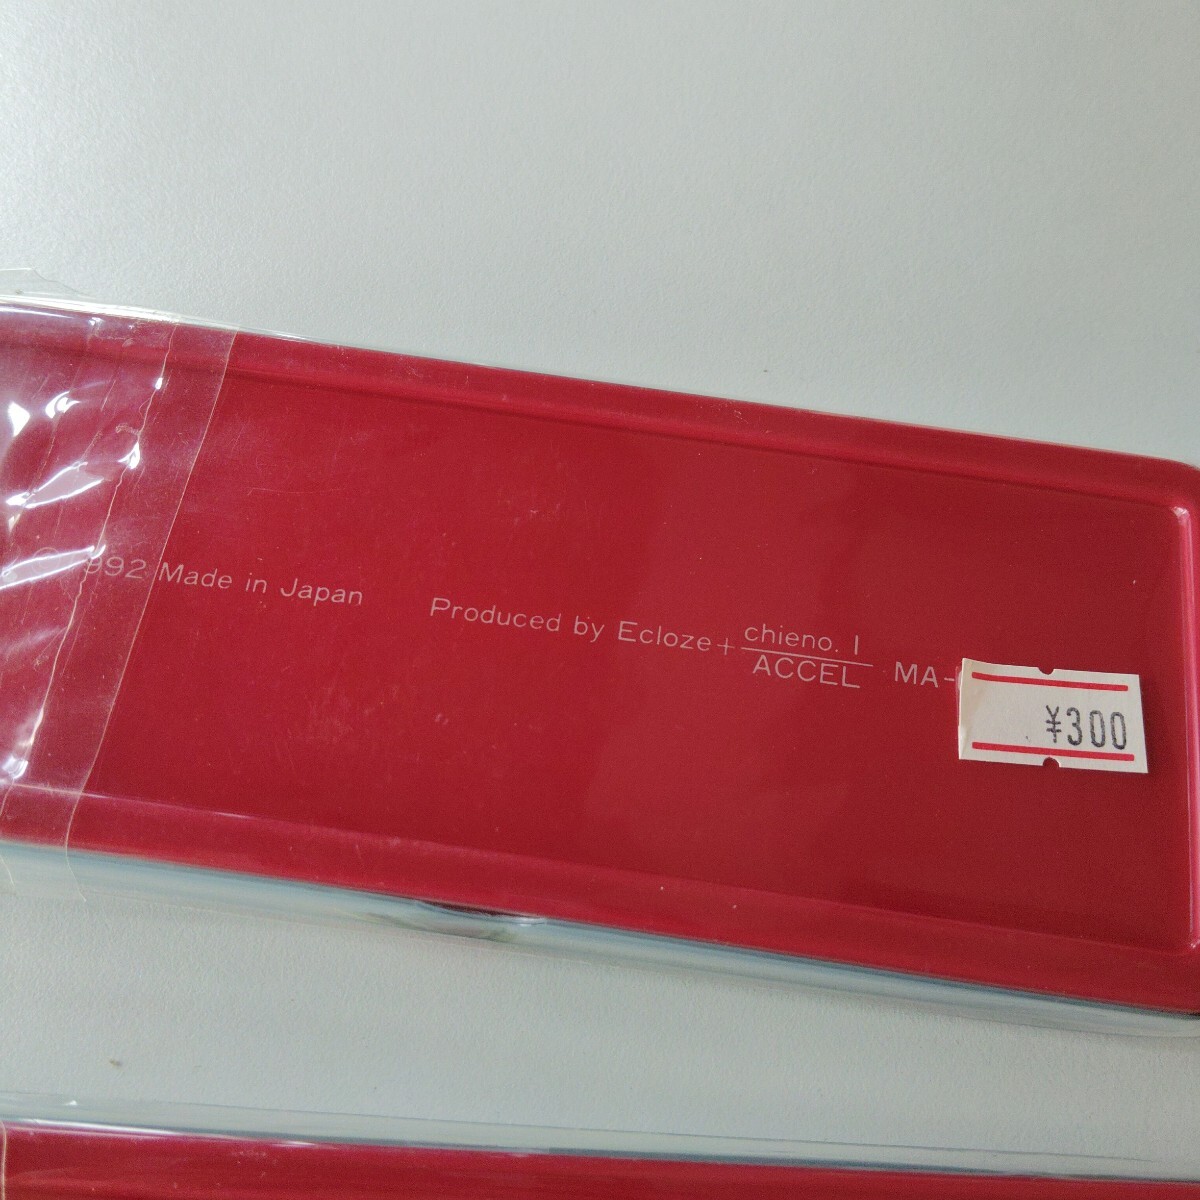 992 Made in Japan Produced by Ecloze+ chieno. I
ACCEL MA-
¥300